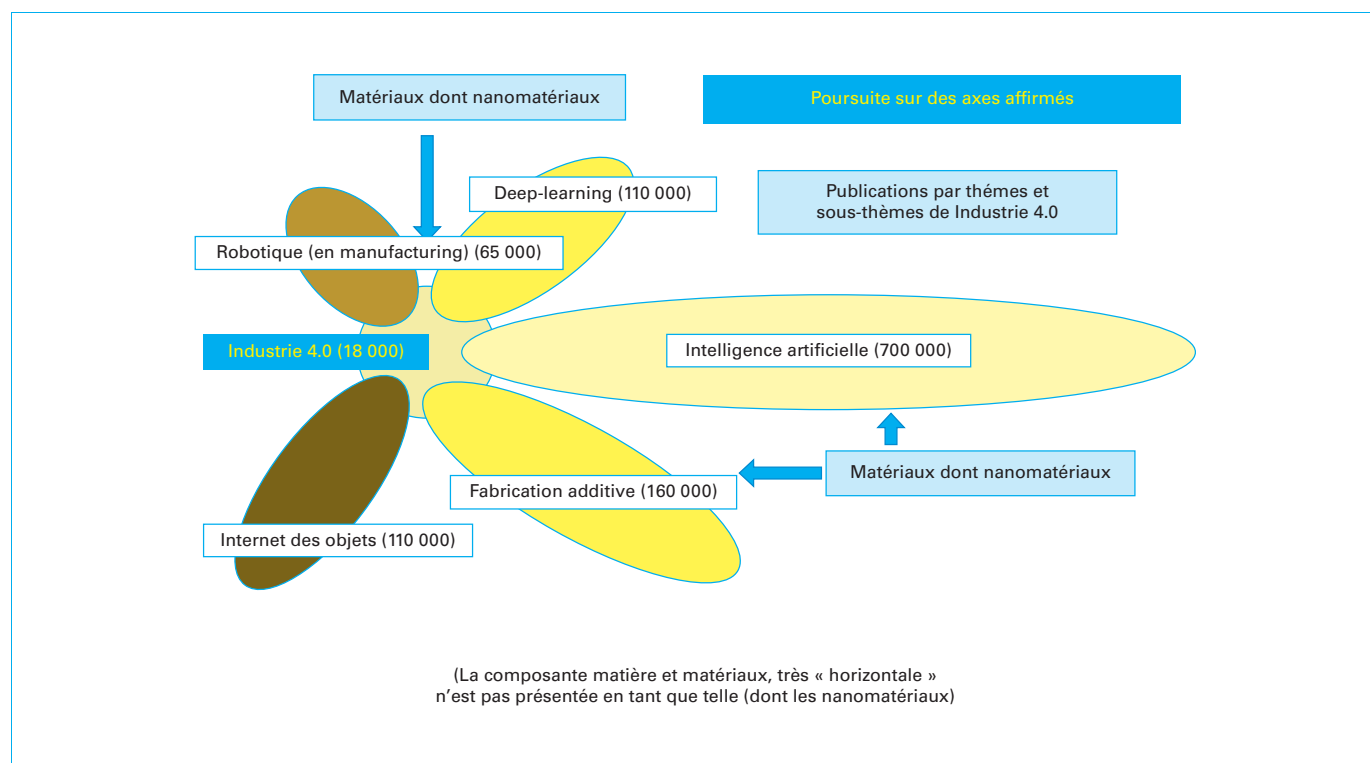 Matériaux dont nanomatériaux
Poursuite sur des axes affirmés
Deep-learning (110 000)
Publications par thémes et
sous-thèmes de Industrie 4.0
Robotique (en manufacturing) (65 000)
Industrie 4.0 (18 000)
Intelligence artificielle (700 000)
Matériaux dont nanomatériaux
Fabrication additive (160 000)
Internet des objets (110 000)
(La composante matière et matériaux, très « horizontale »
n’est pas présentée en tant que telle (dont les nanomatériaux)